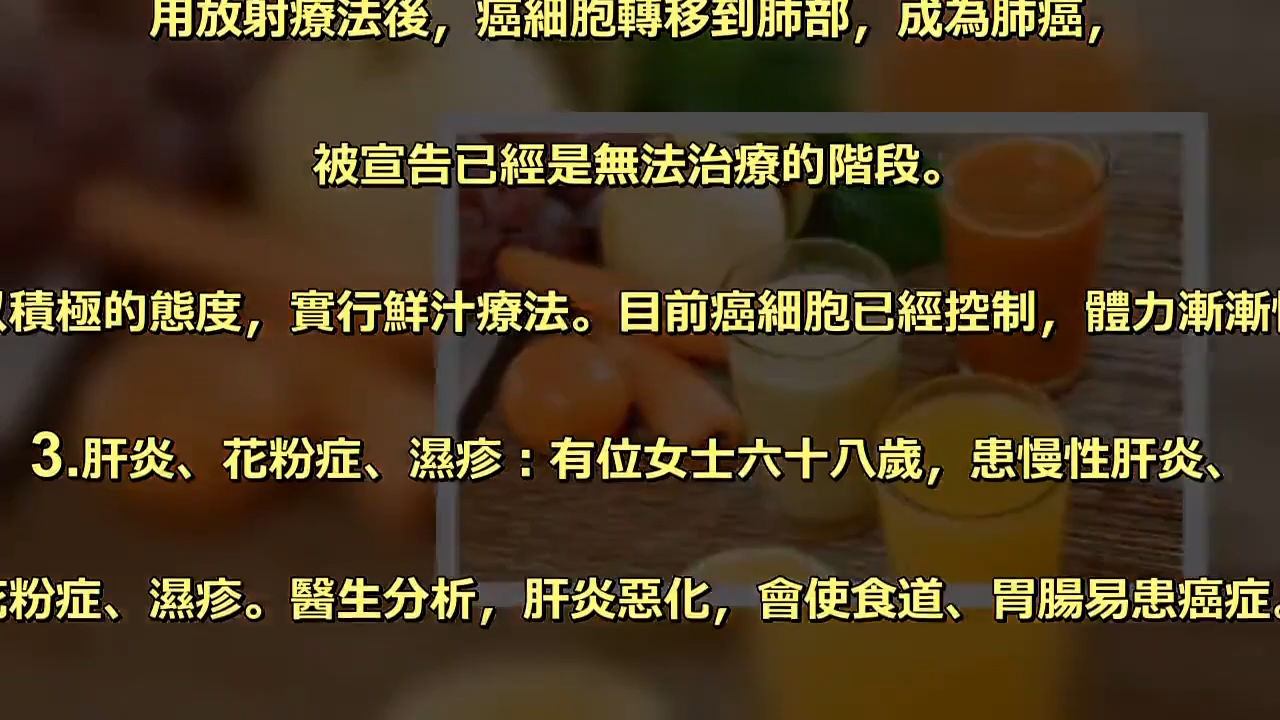 用放射療法後，癌細胞轉移到肺部，成為肺癌，
被宣告已經是無法治療的階段。
積極的態度，實行鮮汁療法。目前癌細胞已經控制，體力漸漸
3.肝炎、花粉症、濕疹：有位女士六十八歲，患慢性肝炎、
花粉症、濕疹。醫生分析，肝炎惡化，會使食道、胃腸易患癌症。